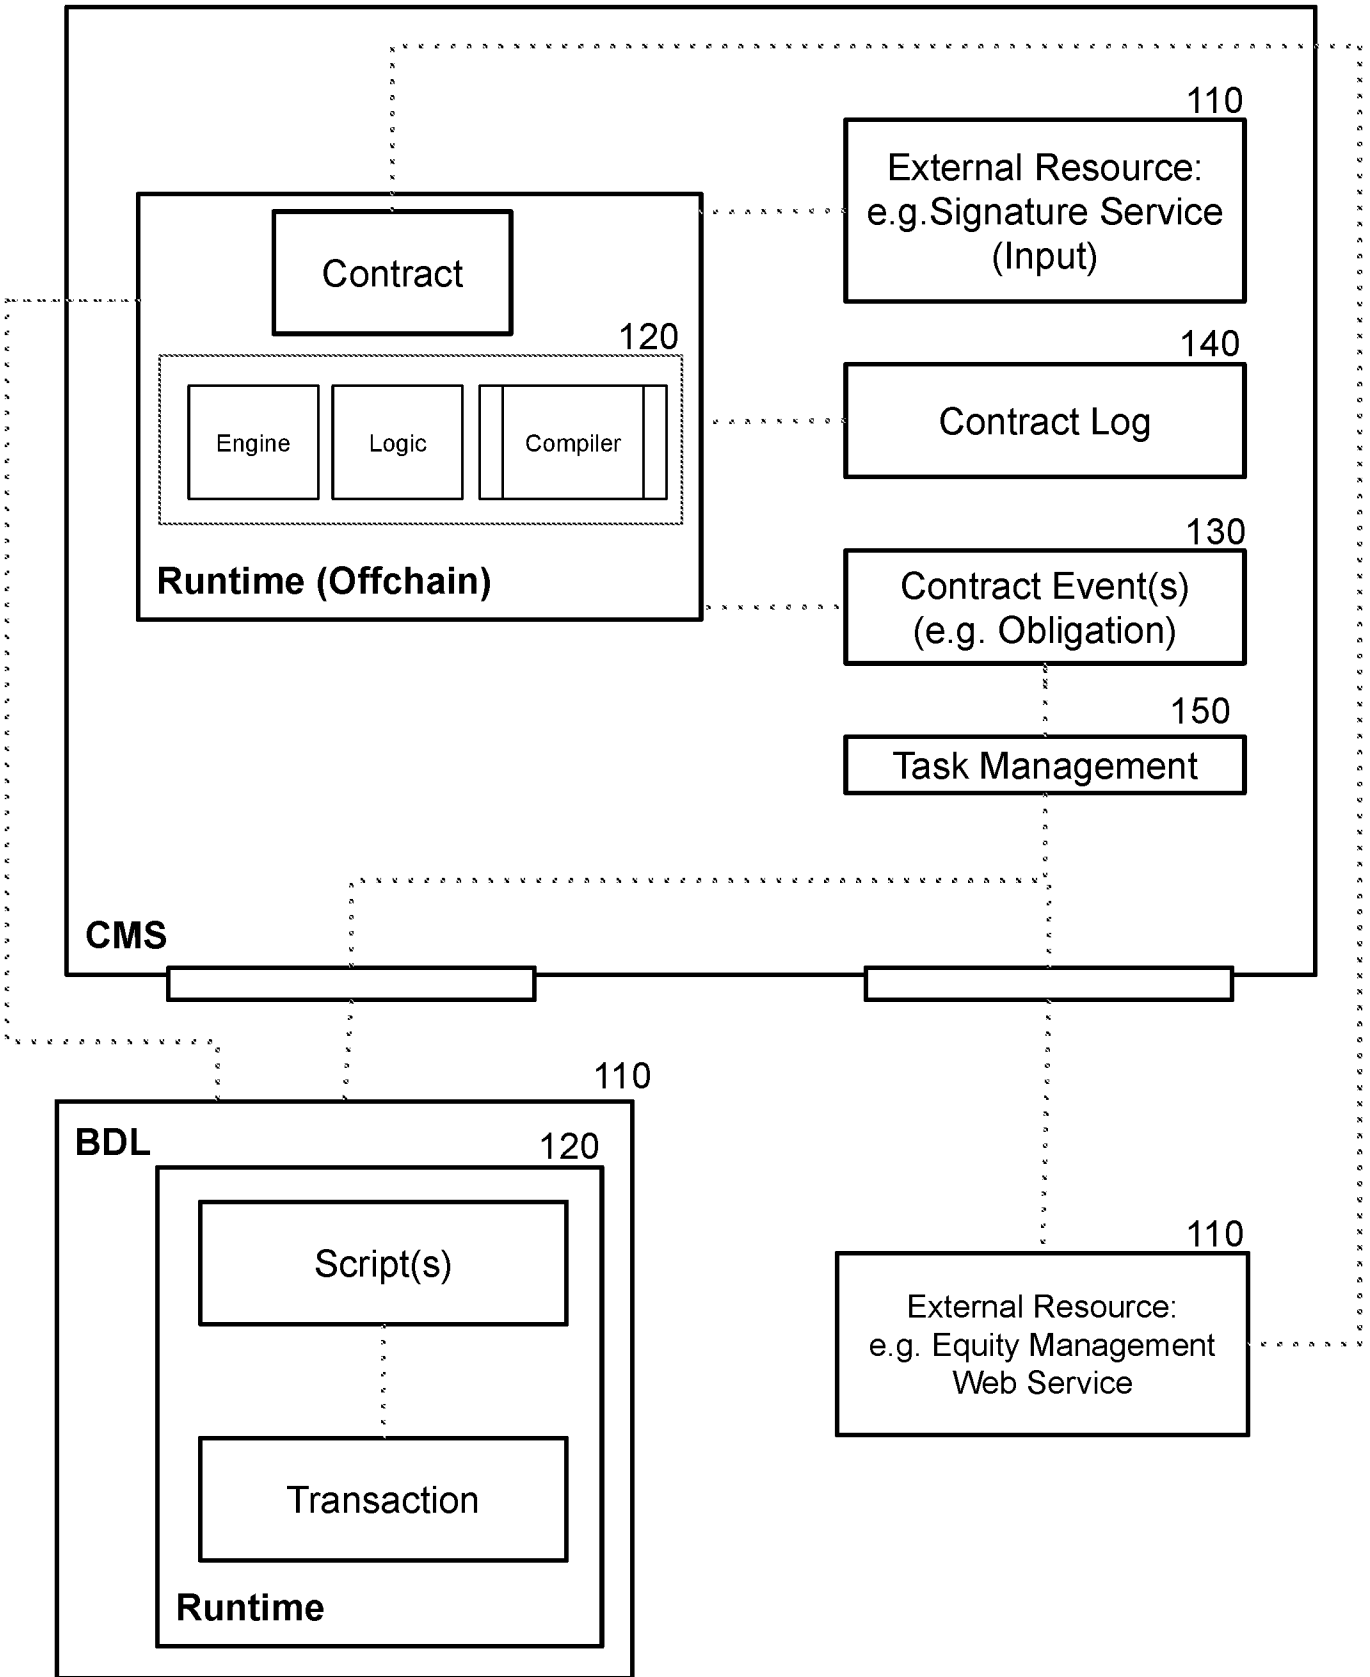 110
External Resource:
e.g.Signature Service
(Input)
Contract
120
140
Engine
Logic
Compiler
Contract Log
Runtime (Offchain)
130
Contract Event(s)
(e.g. Obligation)
150
Task Management
CMS
110
BDL
120
Script(s)
Transaction
Runtime
110
External Resource:
e.g. Equity Management
Web Service